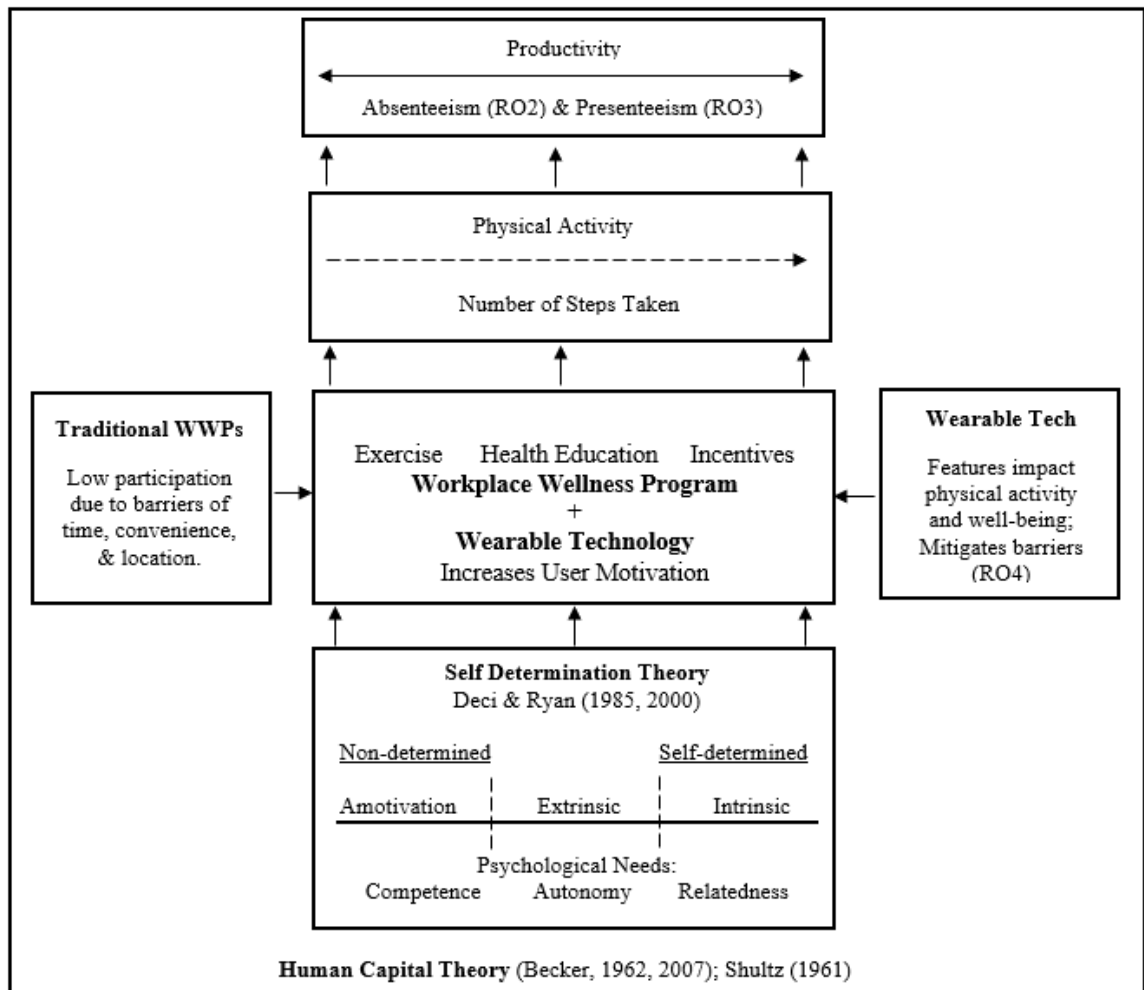 Productivity
Absenteeism (RO2) & Presenteeism (RO3)
Physical Activity
Number of Steps Taken
Traditional WWPs
Low participation
due to barriers of
time, convenience,
& location.
Exercise Health Education Incentives
Workplace Wellness Program
+
Wearable Technology
Increases User Motivation
Wearable Tech
Features impact
physical activity
and well-being;
Mitigates barriers
(RO4)
Self Determination Theory
Deci & Ryan (1985, 2000)
Non-determined Self-determined
Amotivation Extrinsic Intrinsic
Psychological Needs:
Competence Autonomy Relatedness
Human Capital Theory (Becker, 1962, 2007); Shultz (1961)